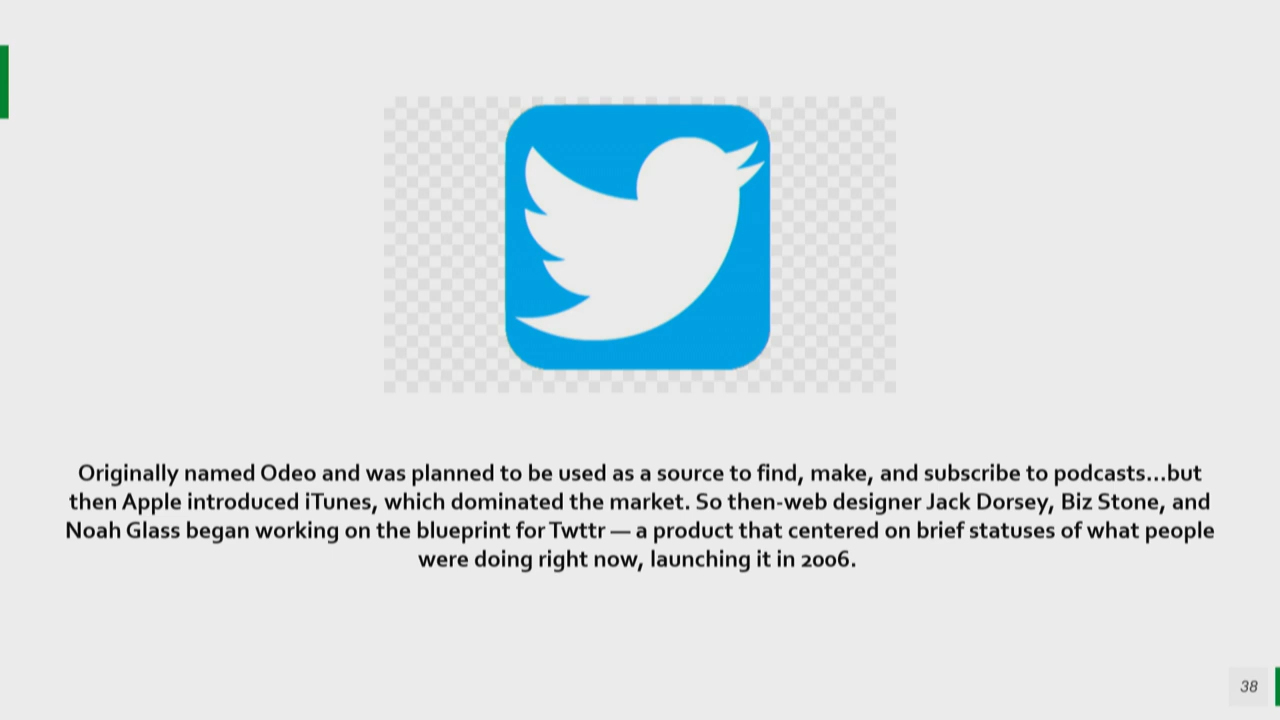 Originally named Odeo and was planned to be used as a source to find, make, and subscribe to podcasts...but
then Apple introduced iTunes, which dominated the market. So then-web designer Jack Dorsey, Biz Stone, and
Noah Glass began working on the blueprint for Twttr — a product that centered on brief statuses of what people
were doing right now, launching it in 2006.
38